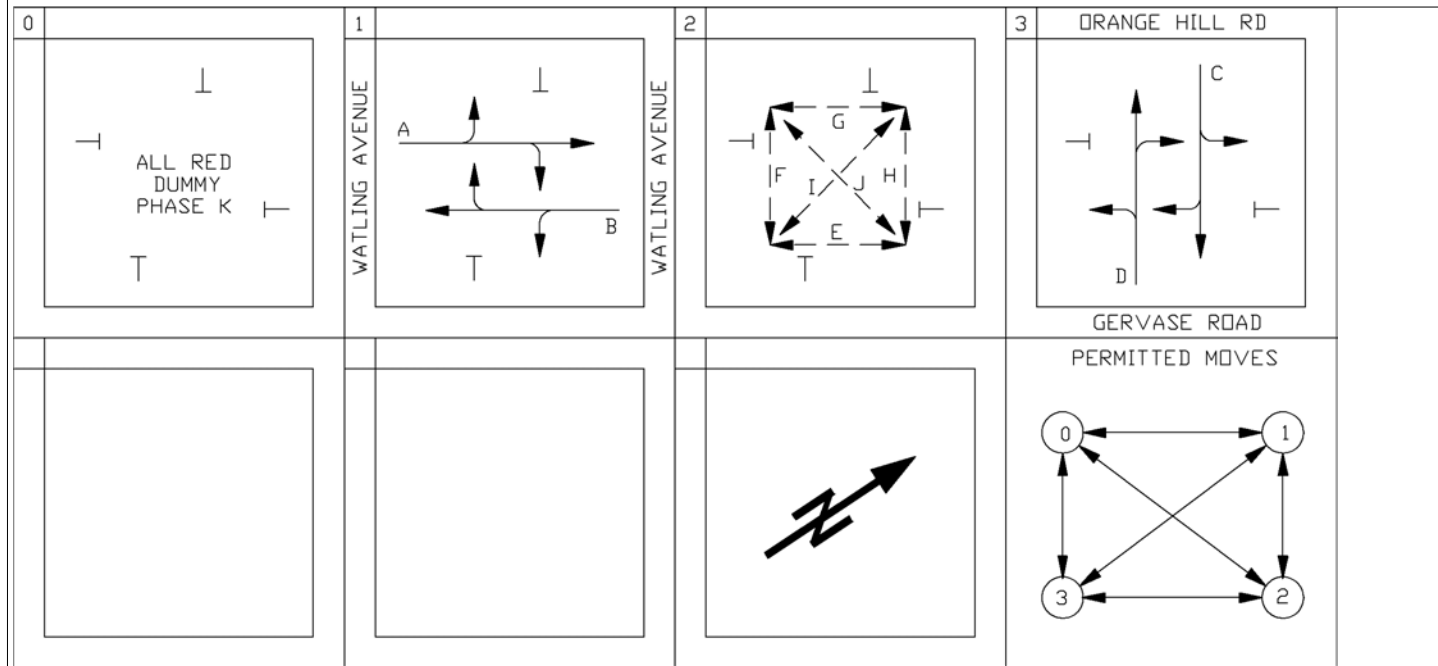 0
ALL RED
DUMMY
PHASE K
1
WATLING AVENUE
A
B
WATLING AVENUE
2
G
F
I
J
H
E
3
ORANGE HILL RD
C
D
GERVASE ROAD
N
PERMITTED MOVES
0
1
3
2